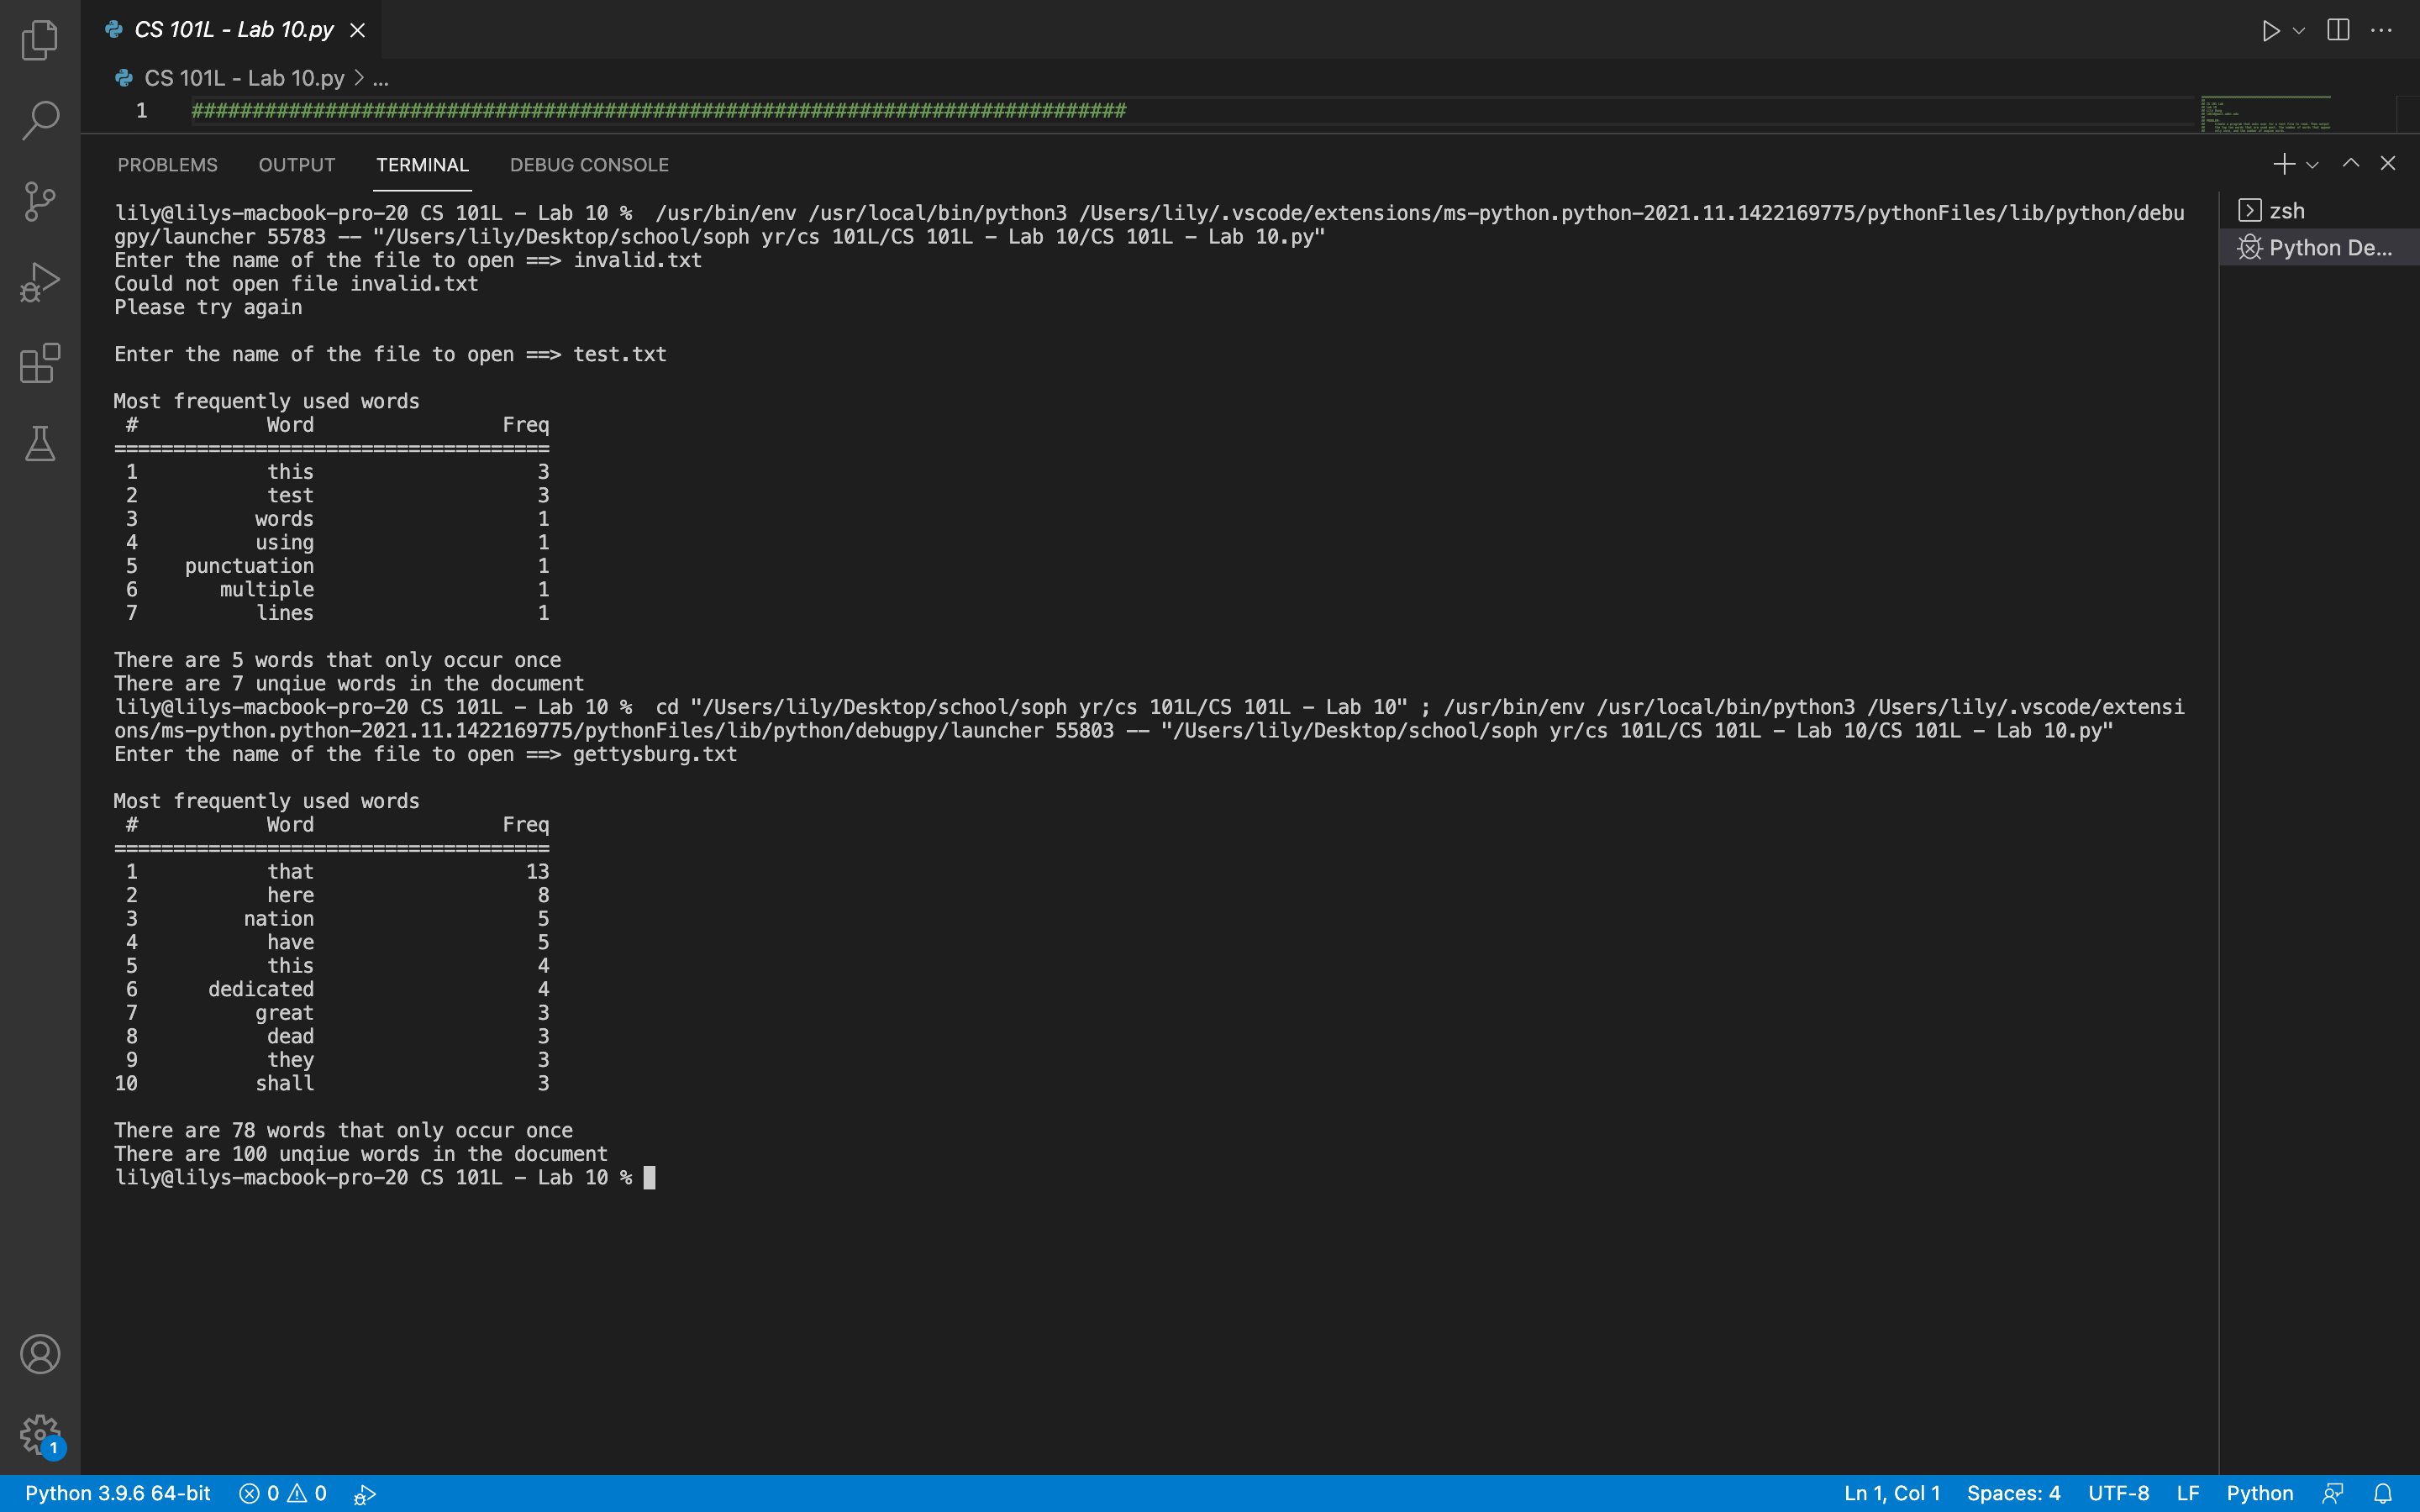 CS 101L - Lab 10.py
CS 101L - Lab 10.py > ...
1 #############################################################################
PROBLEMS OUTPUT TERMINAL DEBUG CONSOLE
lily@lilys-macbook-pro-20 CS 101L - Lab 10 %  /usr/bin/env /usr/local/bin/python3 /Users/lily/.vscode/extensions/ms-python.python-2021.11.1422169775/pythonFiles/lib/python/debu
gpy/launcher 55783 -- "/Users/lily/Desktop/school/soph yr/cs 101L/CS 101L - Lab 10/CS 101L - Lab 10.py"
Enter the name of the file to open ==> invalid.txt
Could not open file invalid.txt
Please try again
Enter the name of the file to open ==> test.txt
Most frequently used words
# Word Freq
=====================================
1 this 3
2 test 3
3 words 1
4 using 1
5 punctuation 1
6 multiple 1
7 lines 1
There are 5 words that only occur once
There are 7 unqiue words in the document
lily@lilys-macbook-pro-20 CS 101L - Lab 10 %  cd "/Users/lily/Desktop/school/soph yr/cs 101L/CS 101L - Lab 10" ; /usr/bin/env /usr/local/bin/python3 /Users/lily/.vscode/extensi
ons/ms-python.python-2021.11.1422169775/pythonFiles/lib/python/debugpy/launcher 55803 -- "/Users/lily/Desktop/school/soph yr/cs 101L/CS 101L - Lab 10/CS 101L - Lab 10.py"
Enter the name of the file to open ==> gettysburg.txt
Most frequently used words
# Word Freq
=====================================
1 that 13
2 here 8
3 nation 5
4 have 5
5 this 4
6 dedicated 4
7 great 3
8 dead 3
9 they 3
10 shall 3
There are 78 words that only occur once
There are 100 unqiue words in the document
lily@lilys-macbook-pro-20 CS 101L - Lab 10 %
zsh
Python De...
1
Python 3.9.6 64-bit 0 0 Ln 1, Col 1 Spaces: 4 UTF-8 LF Python